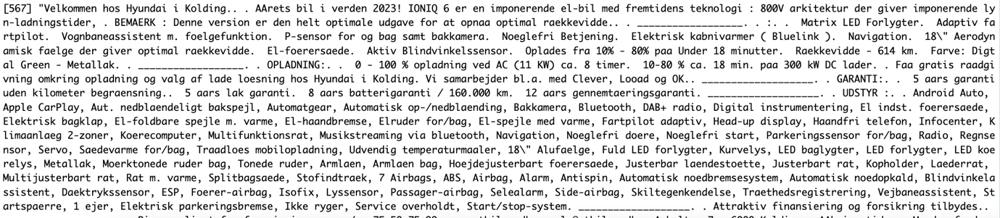 [567] "Velkommen hos Hyundai i Kolding.. . AArets bil i verden 2023! IONIQ 6 er en imponerende el-bil med fremtidens teknologi : 800V arkitektur der giver imponerende ly
n-ladningstider, . BEMAERK : Denne version er den helt optimale udgave for at opnaa optimal raekkevidde.. . _________________. . :. .  Matrix LED Forlygter.  Adaptiv fa
rtpilot.  Vognbaneassistent m. foelgefunktion.  P-sensor for og bag samt bakkamera.  Noeglefri Betjening.  Elektrisk kabnivarmer ( Bluelink ).  Navigation.  18\" Aerodyn
amisk faelge der giver optimal raekkevidde.  El-foerersaede.  Aktiv Blindvinkelssensor.  Oplades fra 10% - 80% paa Under 18 minutter.  Raekkevidde - 614 km.  Farve: Digt
al Green - Metallak. . _________________. . OPLADNING:. .  0 - 100 % opladning ved AC (11 KW) ca. 8 timer.  10-80 % ca. 18 min. paa 300 kW DC lader. . Faa gratis raadgi
vning omkring opladning og valg af lade loesning hos Hyundai i Kolding. Vi samarbejder bl.a. med Clever, Looad og OK.. __________________. . GARANTI:. .  5 aars garanti
uden kilometer begraensning..  5 aars lak garanti.  8 aars batterigaranti / 160.000 km.  12 aars gennemtaeringsgaranti. __________________. . UDSTYR :. . Android Auto,
Apple CarPlay, Aut. nedblaendeligt bakspejl, Automatgear, Automatisk op-/nedblaending, Bakkamera, Bluetooth, DAB+ radio, Digital instrumentering, El indst. foerersaede,
Elektrisk bagklap, El-foldbare spejle m. varme, El-haandbremse, Elruder for/bag, El-spejle med varme, Fartpilot adaptiv, Head-up display, Haandfri telefon, Infocenter, K
limaanlaeg 2-zoner, Koerecomputer, Multifunktionsrat, Musikstreaming via bluetooth, Navigation, Noeglefri doere, Noeglefri start, Parkeringssensor for/bag, Radio, Regnse
nsor, Servo, Saedevarme for/bag, Traadloes mobilopladning, Udvendig temperaturmaaler, 18\" Alufaelge, Fuld LED forlygter, Kurvelys, LED baglygter, LED forlygter, LED koe
relys, Metallak, Moerktonede ruder bag, Tonede ruder, Armlaen, Armlaen bag, Hoejdejusterbart foerersaede, Justerbar laendestoette, Justerbart rat, Kopholder, Laederrat,
Multijusterbart rat, Rat m. varme, Splitbagsaede, Stofindtraek, 7 Airbags, ABS, Airbag, Alarm, Antispin, Automatisk noedbremsesystem, Automatisk noedopkald, Blindvinkela
ssistent, Daektrykssensor, ESP, Foerer-airbag, Isofix, Lyssensor, Passager-airbag, Selealarm, Side-airbag, Skiltegenkendelse, Traethedsregistrering, Vejbaneassistent, St
artspaerre, 1 ejer, Elektrisk parkeringsbremse, Ikke ryger, Service overholdt, Start/stop-system. __________________. . Attraktiv finansiering og forsikring tilbydes..